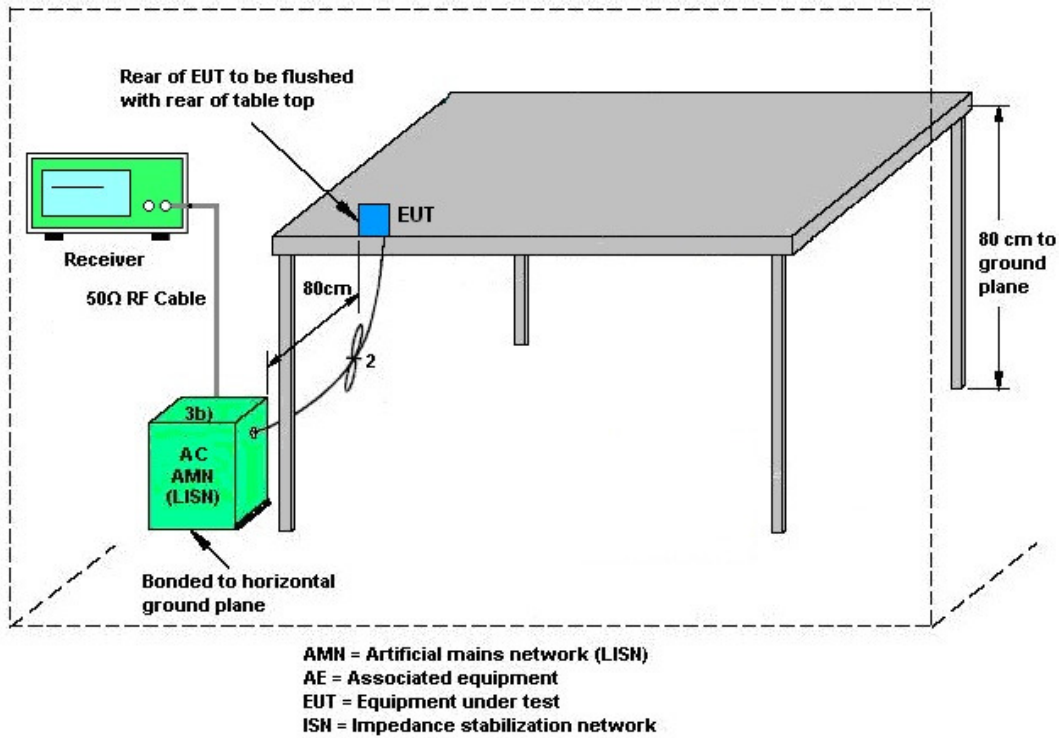 Rear of EUT to be flushed
with rear of table top
EUT
Receiver
50Ω RF Cable
80cm
2
80 cm to
ground
plane
3b)
AC
AMN
(LISN)
Bonded to horizontal
ground plane
AMN = Artificial mains network (LISN)
AE = Associated equipment
EUT = Equipment under test
ISN = Impedance stabilization network